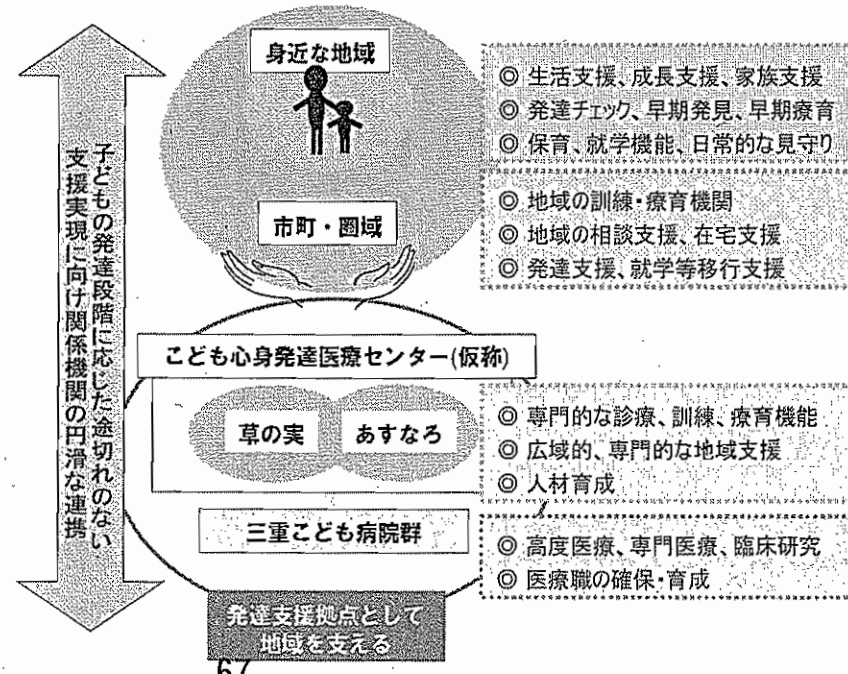 身近な地域
◎ 生活支援、成長支援、家族支援
◎ 発達チェック、早期発見、早期療育
◎ 保育、就学機能、日常的な見守り
市町・圏域
◎ 地域の訓練・療育機関
◎ 地域の相談支援、在宅支援
◎ 発達支援、就学等移行支援
子どもの発達段階に応じた途切れのない
支援実現に向け関係機関の円滑な連携
こども心身発達医療センター(仮称)
草の実
あすなろ
◎ 専門的な診療、訓練、療育機能
◎ 広域的、専門的な地域支援
◎ 人材育成
三重こども病院群
◎ 高度医療、専門医療、臨床研究
◎ 医療職の確保・育成
発達支援拠点として
地域を支える
67